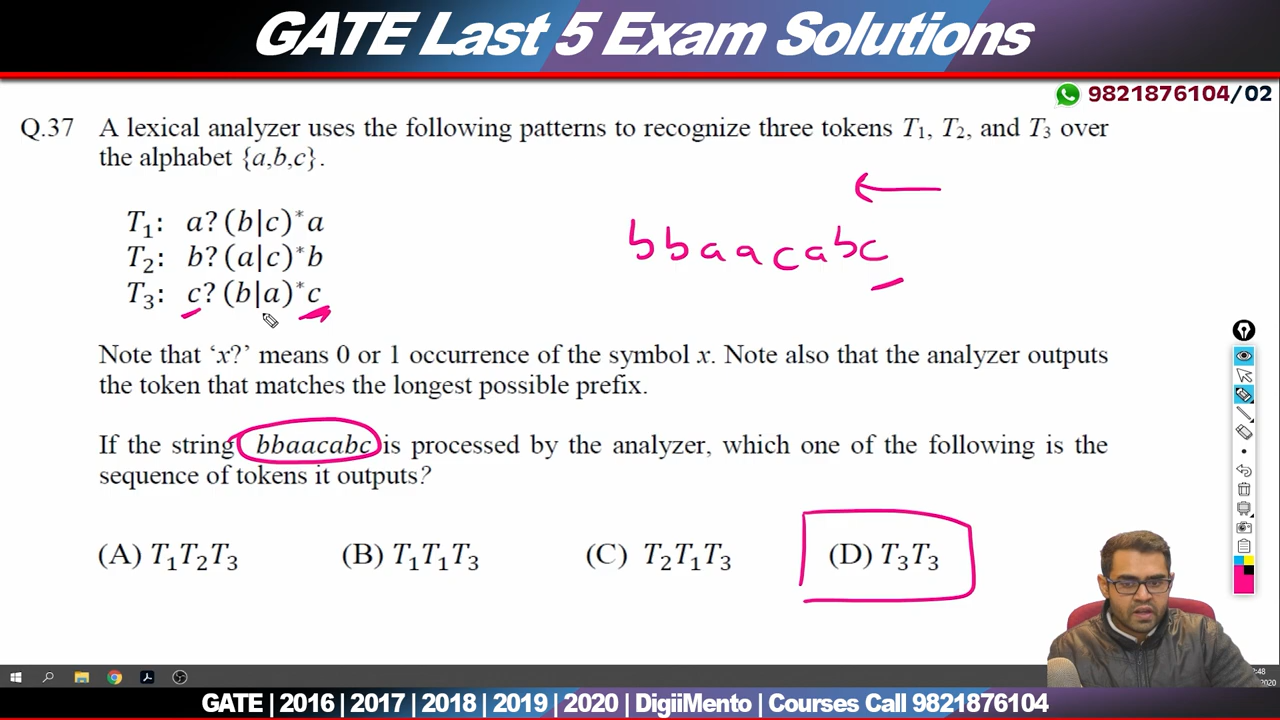 GATE Last 5 Exam Solutions
9821876104/02
Q.37 A lexical analyzer uses the following patterns to recognize three tokens T₁, T₂, and T₃ over
the alphabet {a,b,c}.
T₁: a?(b|c)*a
T₂: b?(a|c)*b
T₃: c?(b|a)*c
bbaacabc
Note that ‘x?’ means 0 or 1 occurrence of the symbol x. Note also that the analyzer outputs
the token that matches the longest possible prefix.
If the string bbaacabc is processed by the analyzer, which one of the following is the
sequence of tokens it outputs?
(A) T₁T₂T₃ (B) T₁T₁T₃ (C) T₂T₁T₃ (D) T₃T₃
GATE | 2016 | 2017 | 2018 | 2019 | 2020 | DigiiMento | Courses Call 9821876104